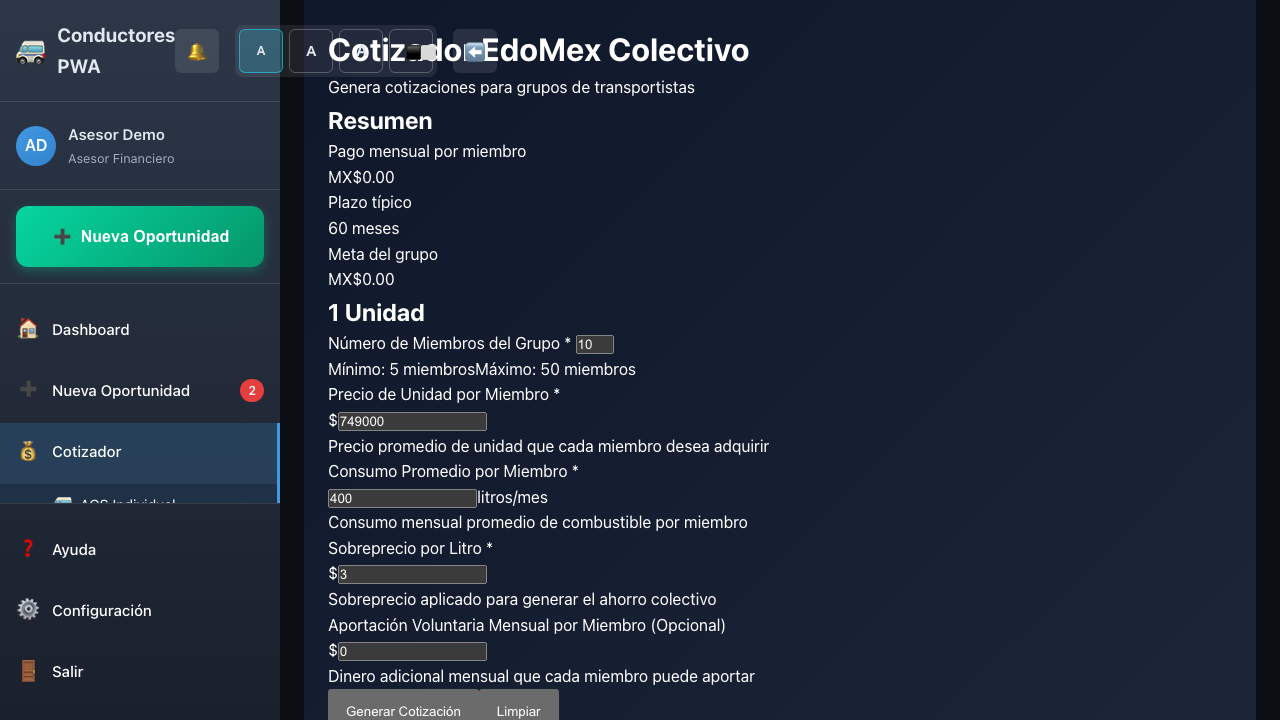 Conductores
PWA
A
A
Cotizador EdoMex Colectivo
Genera cotizaciones para grupos de transportistas
AD
Asesor Demo
Asesor Financiero
Nueva Oportunidad
Dashboard
Nueva Oportunidad
2
Cotizador
AGS Individual
Ayuda
Configuración
Salir
Resumen
Pago mensual por miembro
MX$0.00
Plazo típico
60 meses
Meta del grupo
MX$0.00
1 Unidad
Número de Miembros del Grupo * 10
Mínimo: 5 miembrosMáximo: 50 miembros
Precio de Unidad por Miembro *
$749000
Precio promedio de unidad que cada miembro desea adquirir
Consumo Promedio por Miembro *
400 litros/mes
Consumo mensual promedio de combustible por miembro
Sobreprecio por Litro *
$3
Sobreprecio aplicado para generar el ahorro colectivo
Aportación Voluntaria Mensual por Miembro (Opcional)
$0
Dinero adicional mensual que cada miembro puede aportar
Generar Cotización
Limpiar